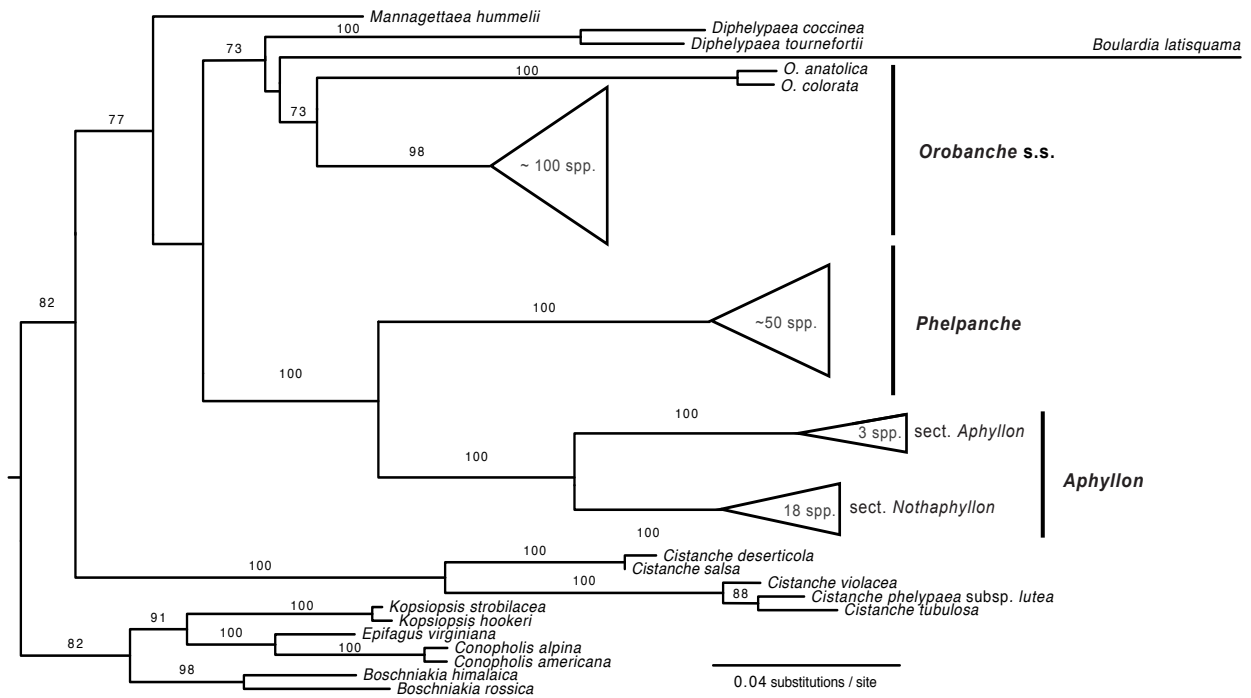 Mannagettaea hummelii
100
Diphelypaea coccinea
73
Diphelypaea tournefortii
Boulardia latisquama
100
O. anatolica
O. colorata
77
73
98
~ 100 spp.
Orobanche s.s.
82
100
~50 spp.
Phelpanche
100
100
3 spp.
sect. Aphyllon
100
Aphyllon
18 spp.
sect. Nothaphyllon
100
100
Cistanche deserticola
Cistanche salsa
100
100
Cistanche violacea
88
Cistanche phelypaea subsp. lutea
Cistanche tubulosa
100
Kopsiopsis strobilacea
91
Kopsiopsis hookeri
100
Epifagus virginiana
82
100
Conopholis alpina
Conopholis americana
98
Boschniakia himalaica
Boschniakia rossica
0.04 substitutions / site